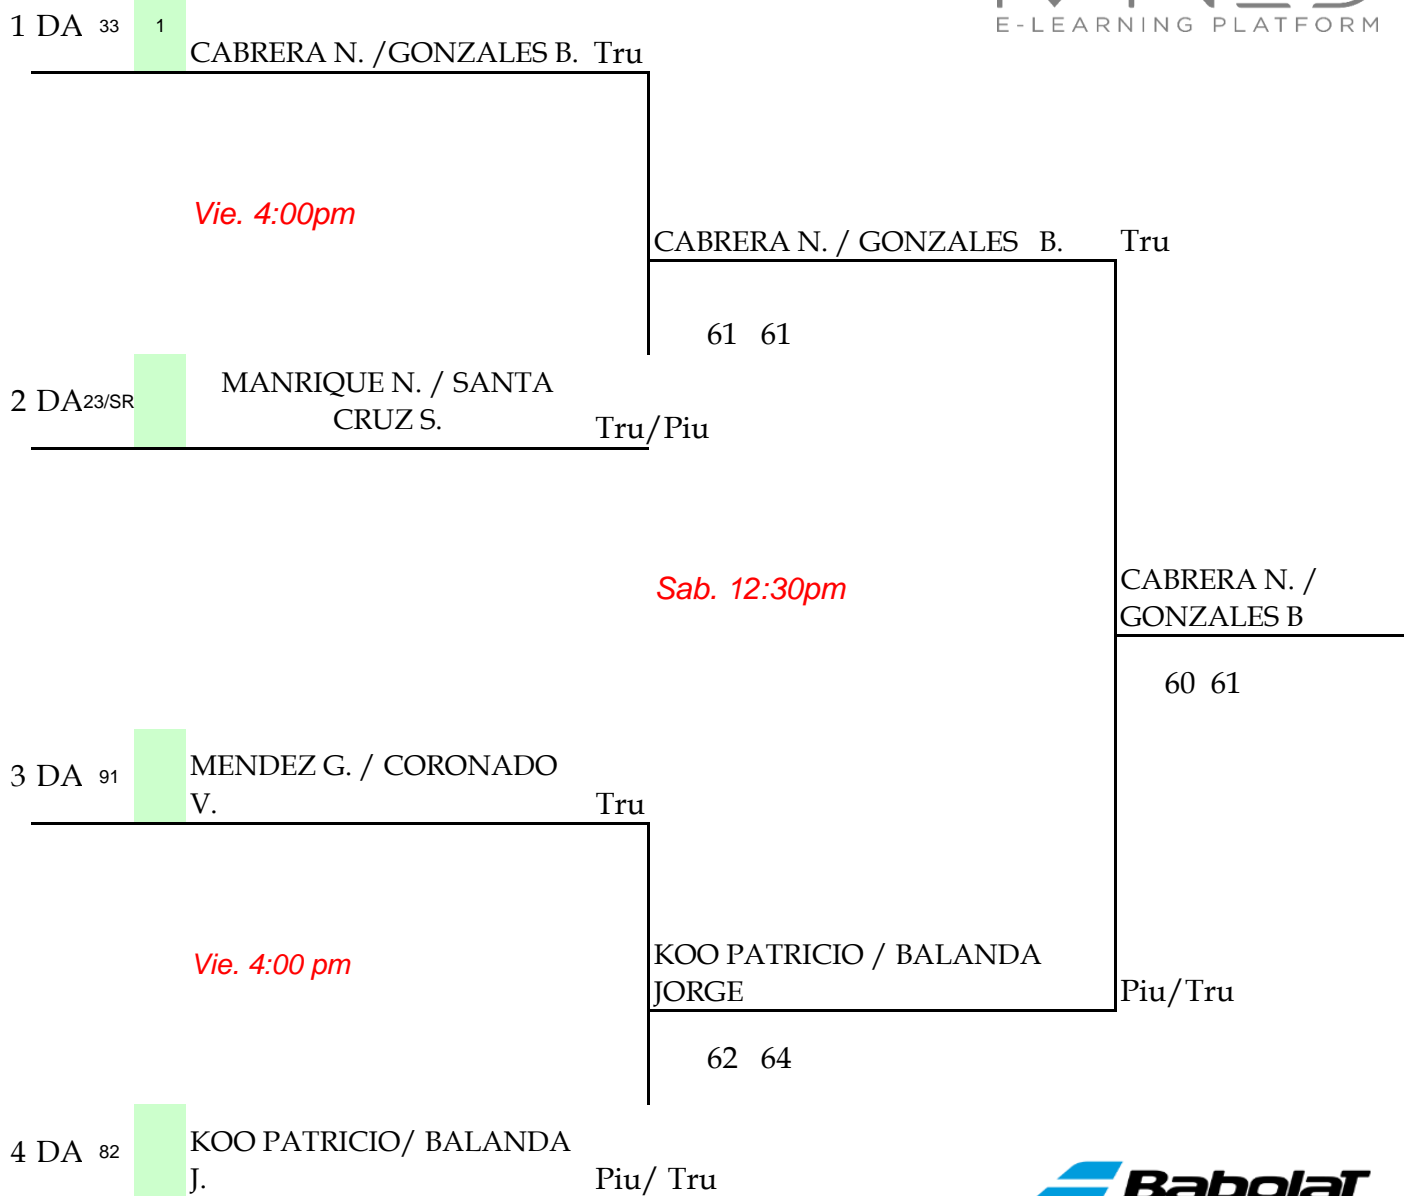 1 DA 33 1
CABRERA N. /GONZALES B. Tru
E-LEARNING PLATFORM
Vie. 4:00pm
CABRERA N. / GONZALES B. Tru
61 61
2 DA 23/SR
MANRIQUE N. / SANTA
CRUZ S. Tru/Piu
Sab. 12:30pm
CABRERA N. /
GONZALES B
60 61
3 DA 91
MENDEZ G. / CORONADO
V. Tru
Vie. 4:00 pm
KOO PATRICIO / BALANDA
JORGE Piu/Tru
62 64
4 DA 82
KOO PATRICIO/ BALANDA
J. Piu/ Tru
Babolat